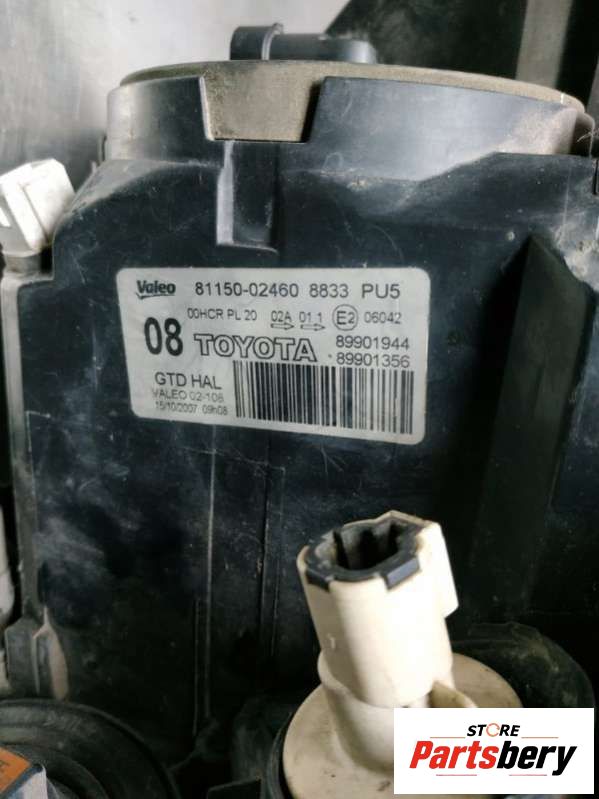 Valeo 81150-02460 8833 PU5
00HCR PL 20 02A 01 1 E2 06042
08 TOYOTA 89901944
89901356
GTD HAL
VALEO 02-108
15/10/2007 09h08
STORE
Partsbery